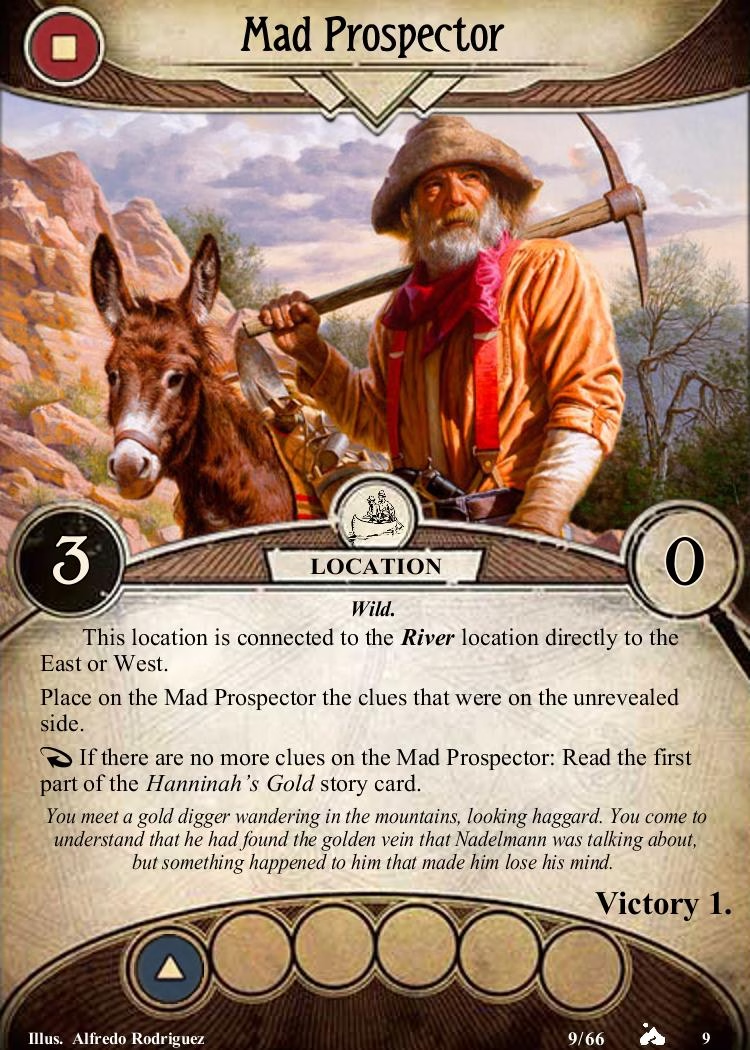 Mad Prospector
3
LOCATION
0
Wild.
This location is connected to the River location directly to the
East or West.
Place on the Mad Prospector the clues that were on the unrevealed
side.
If there are no more clues on the Mad Prospector: Read the first
part of the Hanninah’s Gold story card.
You meet a gold digger wandering in the mountains, looking haggard. You come to
understand that he had found the golden vein that Nadelmann was talking about,
but something happened to him that made him lose his mind.
Victory 1.
Illus. Alfredo Rodriguez
9/66
9